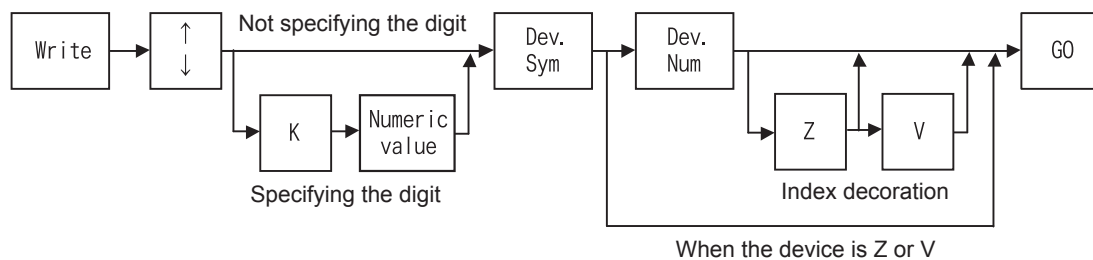 Not specifying the digit
Write
↑
↓
Dev.
Sym
Dev.
Num
GO
K
Numeric
value
Z
V
Specifying the digit
Index decoration
When the device is Z or V